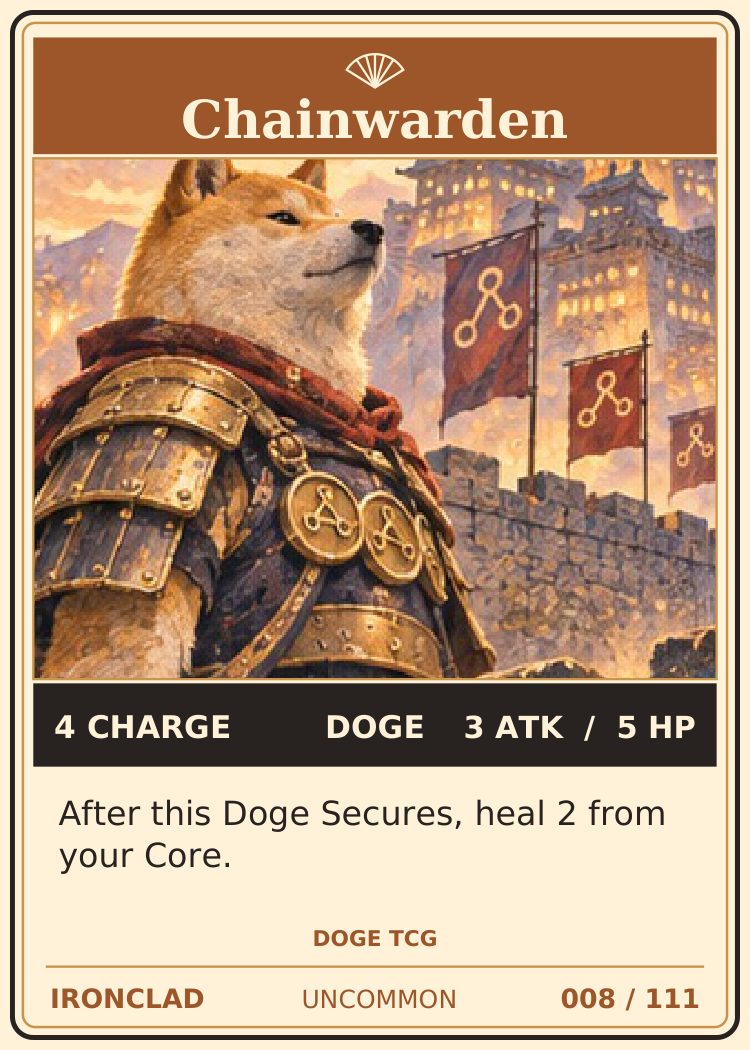 Chainwarden
4 CHARGE DOGE 3 ATK / 5 HP
After this Doge Secures, heal 2 from
your Core.
DOGE TCG
IRONCLAD UNCOMMON 008 / 111